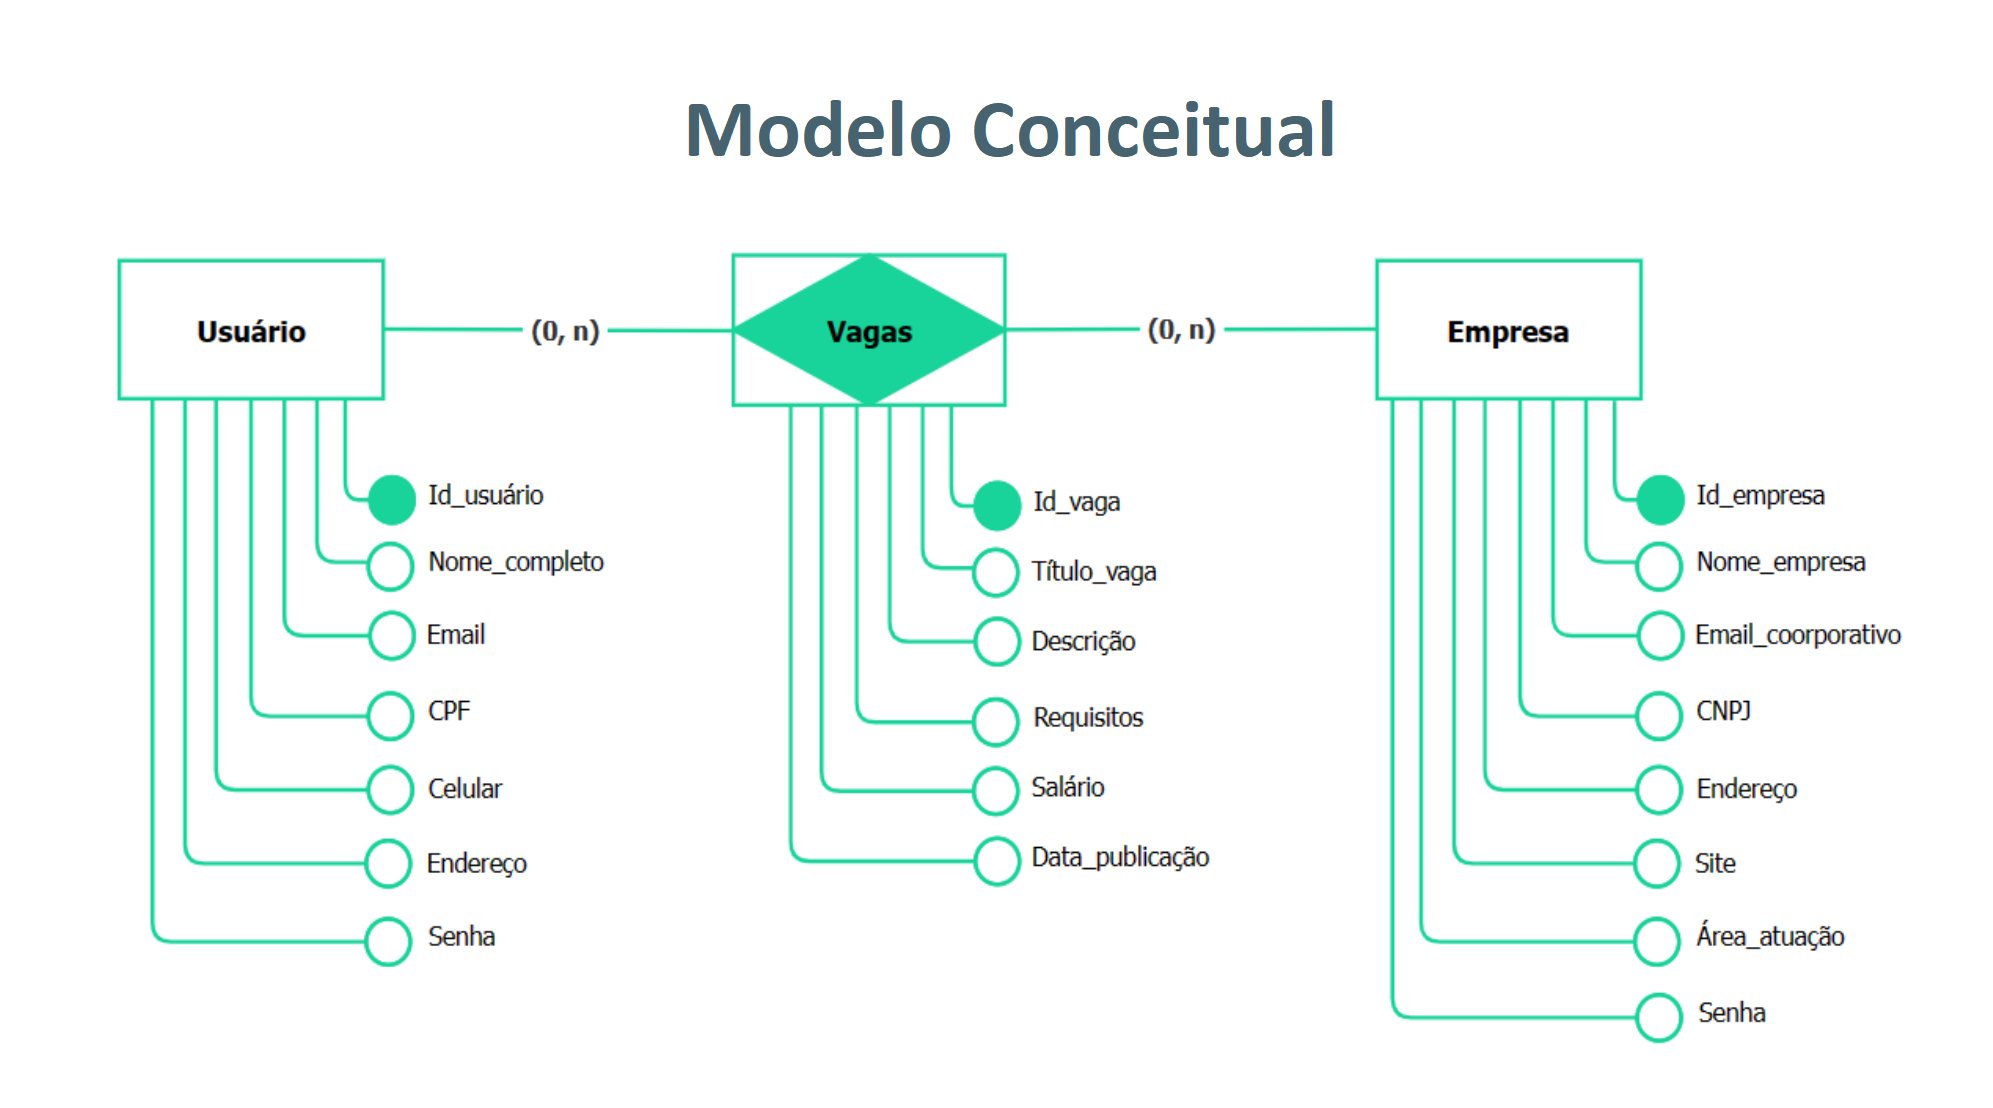 Modelo Conceitual
Usuário
(0, n)
Vagas
(0, n)
Empresa
Id_usuário
Nome_completo
Email
CPF
Celular
Endereço
Senha
Id_vaga
Título_vaga
Descrição
Requisitos
Salário
Data_publicação
Id_empresa
Nome_empresa
Email_coorporativo
CNPJ
Endereço
Site
Área_atuação
Senha